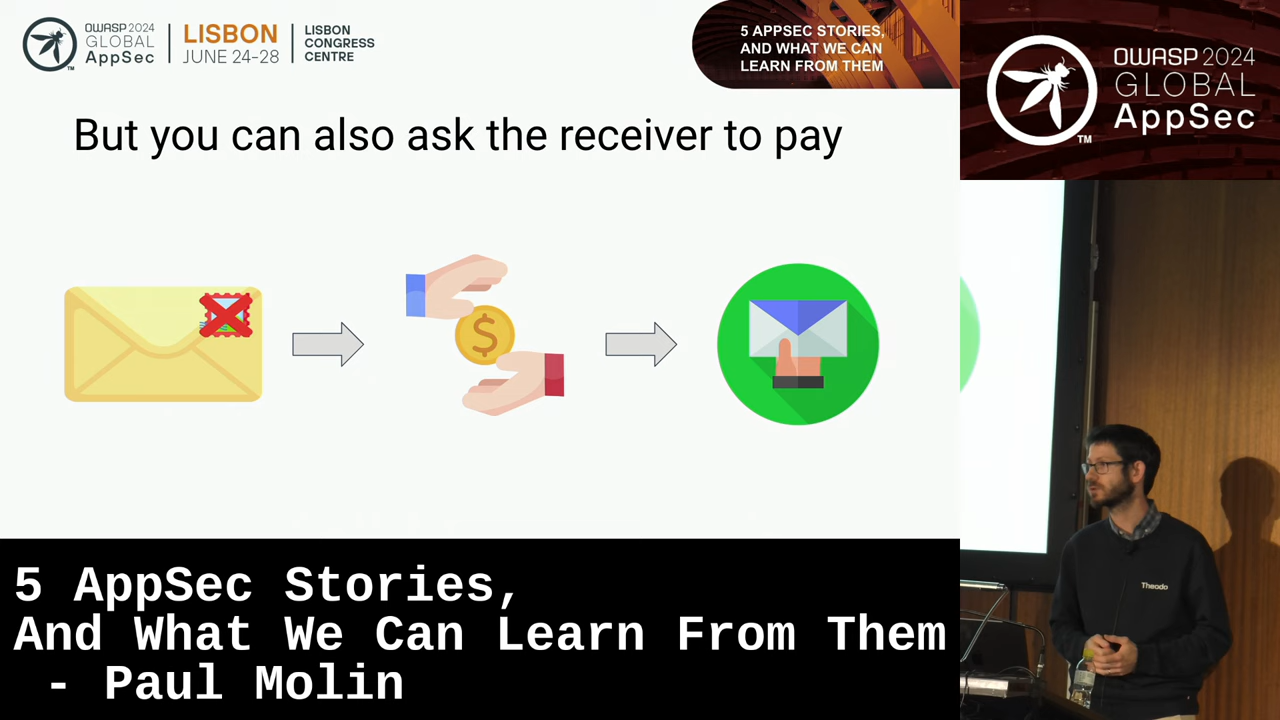 OWASP 2024
GLOBAL
AppSec
TM
LISBON
JUNE 24-28
LISBON
CONGRESS
CENTRE
5 APPSEC STORIES,
AND WHAT WE CAN
LEARN FROM THEM
OWASP 2024
GLOBAL
AppSec
TM
But you can also ask the receiver to pay
$
Theodo
5 AppSec Stories,
And What We Can Learn From Them
- Paul Molin